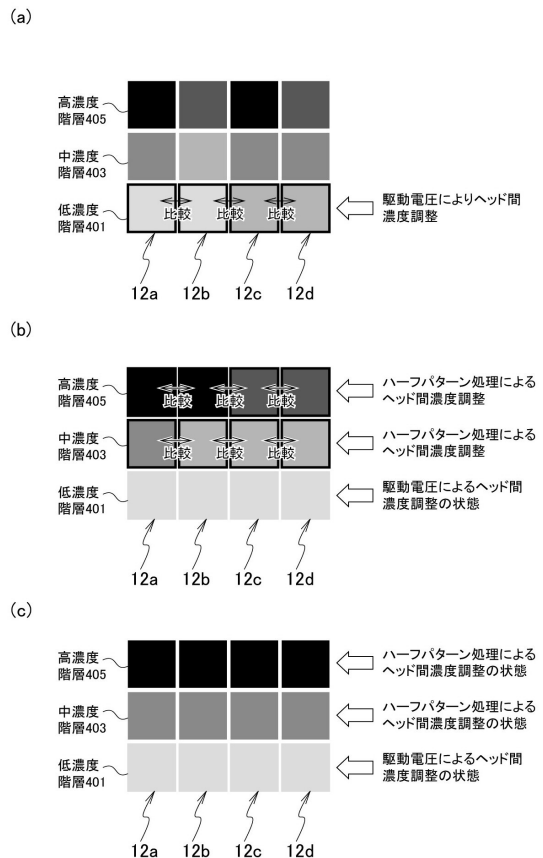 (a)
高濃度
階層405
中濃度
階層403
低濃度
階層401
比較 比較 比較
駆動電圧によりヘッド間
濃度調整
12a 12b 12c 12d
(b)
高濃度
階層405
比較 比較 比較
ハーフパターン処理による
ヘッド間濃度調整
中濃度
階層403
比較 比較 比較
ハーフパターン処理による
ヘッド間濃度調整
低濃度
階層401
駆動電圧によるヘッド間
濃度調整の状態
12a 12b 12c 12d
(c)
高濃度
階層405
ハーフパターン処理による
ヘッド間濃度調整の状態
中濃度
階層403
ハーフパターン処理による
ヘッド間濃度調整の状態
低濃度
階層401
駆動電圧によるヘッド間
濃度調整の状態
12a 12b 12c 12d